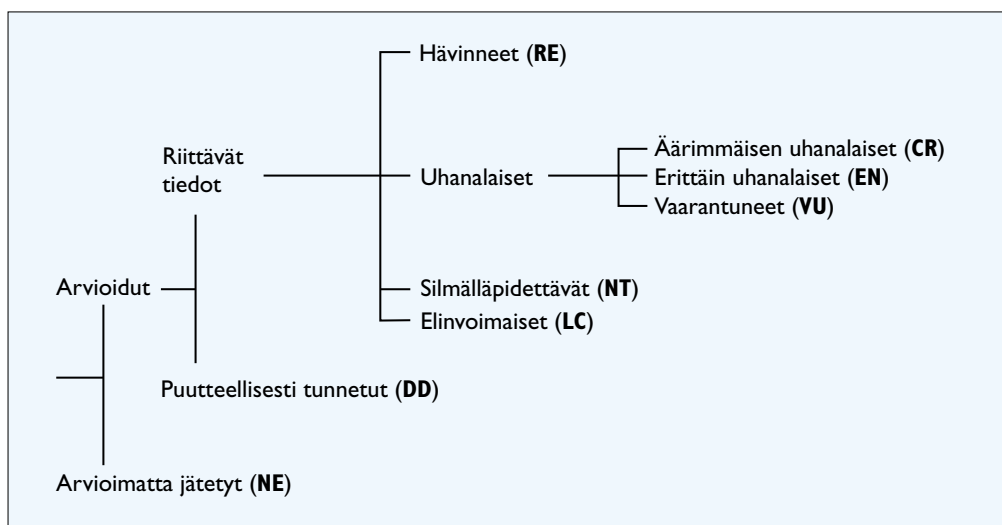 Hävinneet (RE)
Riittävät
tiedot
Uhanalaiset
Äärimmäisen uhanalaiset (CR)
Erittäin uhanalaiset (EN)
Vaarantuneet (VU)
Arvioidut
Silmälläpidettävät (NT)
Elinvoimaiset (LC)
Puutteellisesti tunnetut (DD)
Arvioimatta jätetyt (NE)